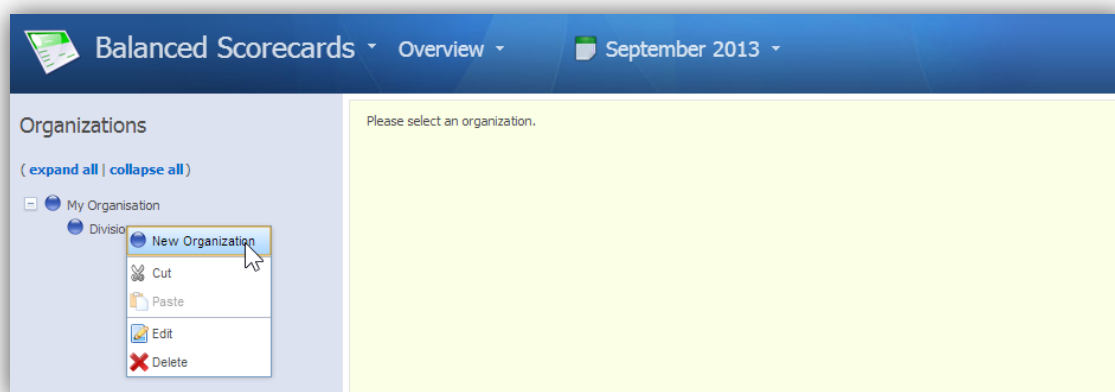 Balanced Scorecards Overview September 2013
Organizations
Please select an organization.
( expand all | collapse all )
My Organisation
New Organization
Cut
Paste
Edit
Delete